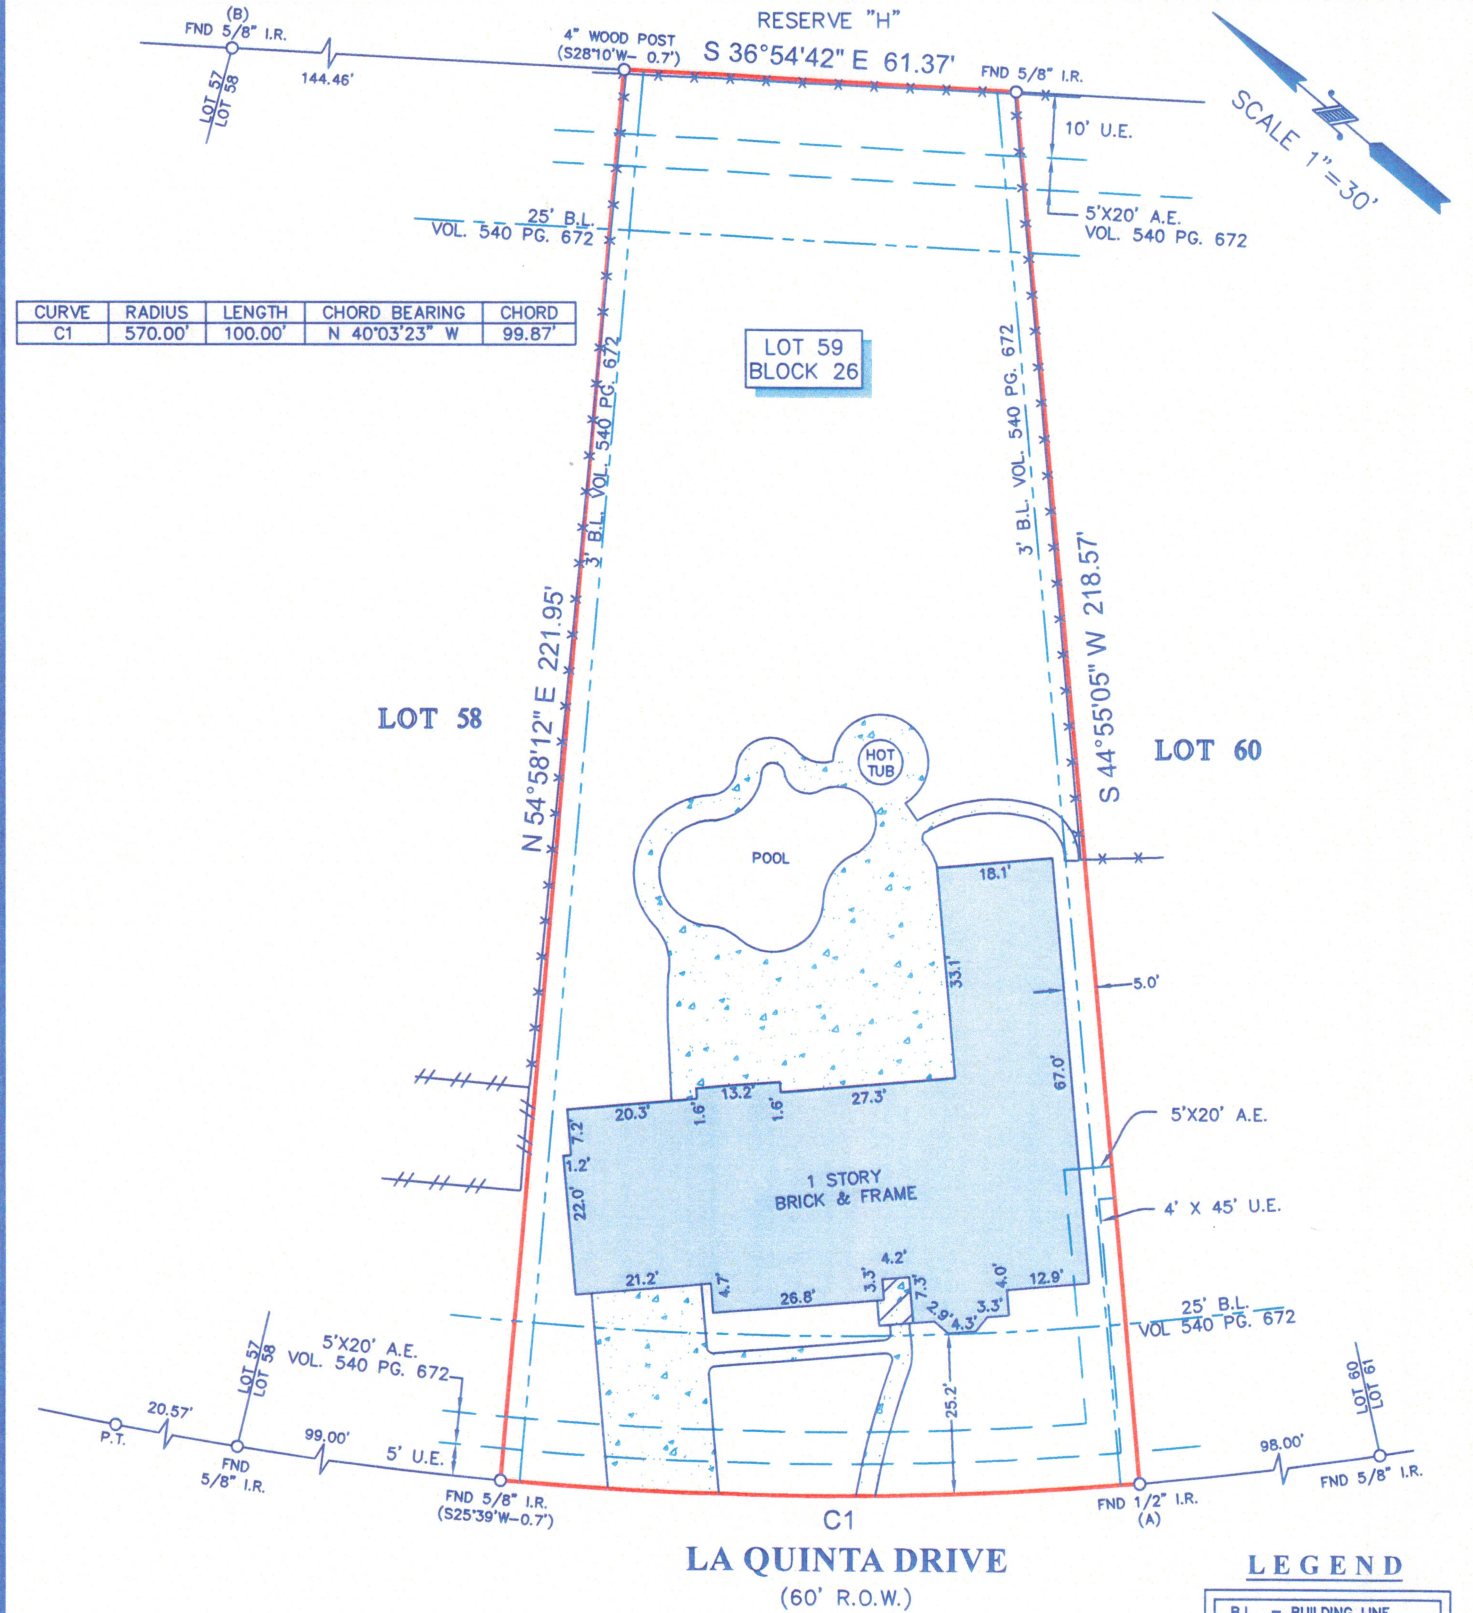 RESERVE "H"
(B)
FND 5/8" I.R.
4" WOOD POST
(S28°10'W- 0.7')
S 36°54'42" E 61.37'
FND 5/8" I.R.
144.46'
LOT 57
LOT 58
10' U.E.
SCALE 1"=30'
25' B.L.
VOL. 540 PG. 672
5'X20' A.E.
VOL. 540 PG. 672
CURVE RADIUS LENGTH CHORD BEARING CHORD
C1 570.00' 100.00' N 40°03'23" W 99.87'
LOT 59
BLOCK 26
3' B.L. VOL. 540 PG. 672
3' B.L. VOL. 540 PG. 672
N 54°58'12" E 221.95'
S 44°55'05" W 218.57'
LOT 58
LOT 60
HOT
TUB
POOL
18.1'
33.1'
5.0'
67.0'
20.3'
1.6'
13.2'
1.6'
27.3'
7.2'
1.2'
22.0'
1 STORY
BRICK & FRAME
5'X20' A.E.
4' X 45' U.E.
21.2'
4.7'
26.8'
3.3'
4.2'
7.3'
2.9'
4.3'
3.3'
4.0'
12.9'
25' B.L.
VOL 540 PG. 672
5'X20' A.E.
VOL. 540 PG. 672
LOT 57
LOT 58
25.2'
LOT 60
LOT 61
20.57'
P.T.
99.00'
5' U.E.
FND
5/8" I.R.
FND 5/8" I.R.
(S25°39'W-0.7')
98.00'
FND 5/8" I.R.
FND 1/2" I.R.
(A)
C1
LA QUINTA DRIVE
(60' R.O.W.)
LEGEND
B.L. = BUILDING LINE